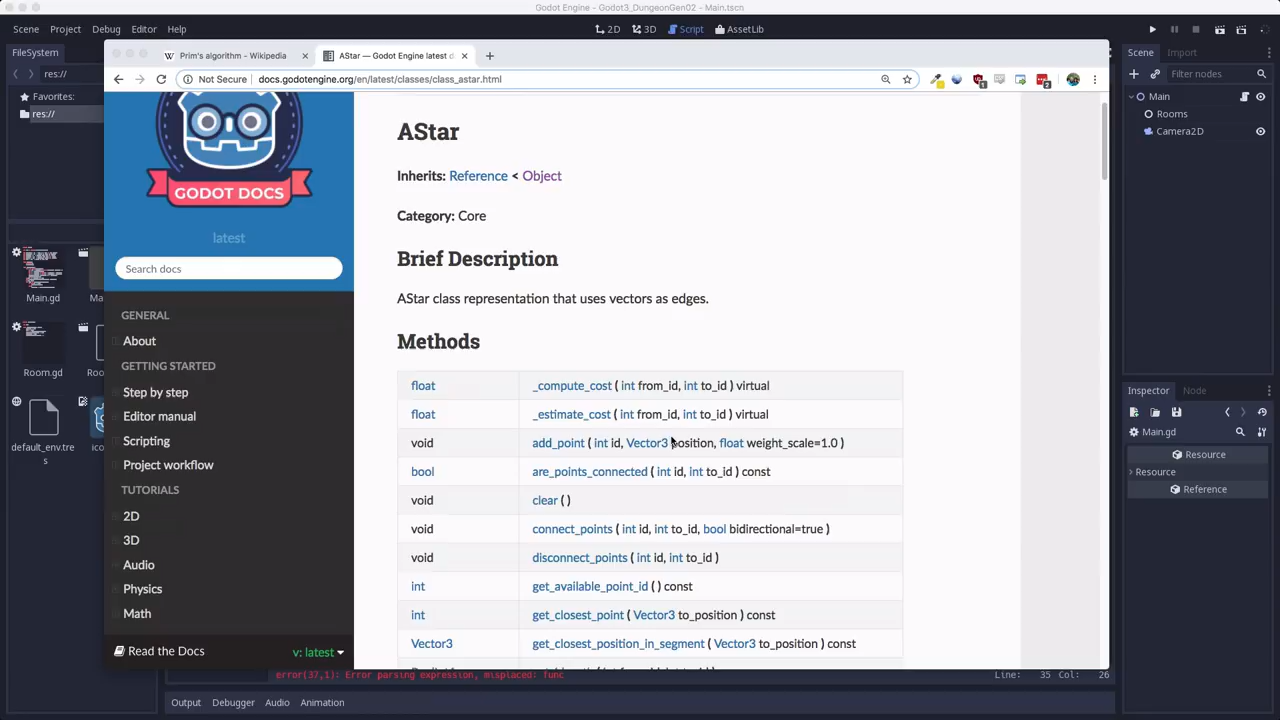 Godot Engine - Godot3_DungeonGen02 - Main.tscn
Scene Project Debug Editor Help
2D 3D Script AssetLib
FileSystem
res://
Favorites:
res://
Main.gd
Ma
Room.gd
Roo
default_env.tres
ico
Prim's algorithm - Wikipedia
AStar — Godot Engine latest d
Not Secure docs.godotengine.org/en/latest/classes/class_astar.html
GODOT DOCS
latest
Search docs
GENERAL
About
GETTING STARTED
Step by step
Editor manual
Scripting
Project workflow
TUTORIALS
2D
3D
Audio
Physics
Math
Read the Docs
v: latest
AStar
Inherits: Reference < Object
Category: Core
Brief Description
AStar class representation that uses vectors as edges.
Methods
float _compute_cost ( int from_id, int to_id ) virtual
float _estimate_cost ( int from_id, int to_id ) virtual
void add_point ( int id, Vector3 position, float weight_scale=1.0 )
bool are_points_connected ( int id, int to_id ) const
void clear ( )
void connect_points ( int id, int to_id, bool bidirectional=true )
void disconnect_points ( int id, int to_id )
int get_available_point_id ( ) const
int get_closest_point ( Vector3 to_position ) const
Vector3 get_closest_position_in_segment ( Vector3 to_position ) const
error(37,1): Error parsing expression, misplaced: func
Line: 35 Col: 26
Output Debugger Audio Animation
Scene Import
Filter nodes
Main
Rooms
Camera2D
Inspector Node
Main.gd
Resource
Resource
Reference